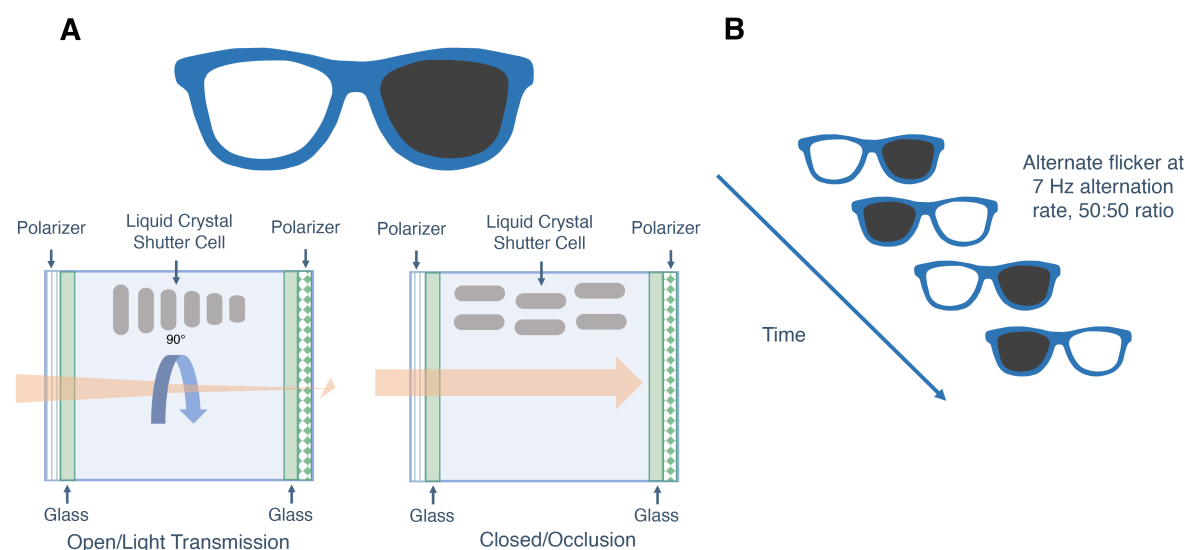 A
Polarizer
Liquid Crystal
Shutter Cell
Polarizer
90°
Glass
Glass
Open/Light Transmission
Polarizer
Liquid Crystal
Shutter Cell
Polarizer
Glass
Glass
Closed/Occlusion
B
Alternate flicker at
7 Hz alternation
rate, 50:50 ratio
Time